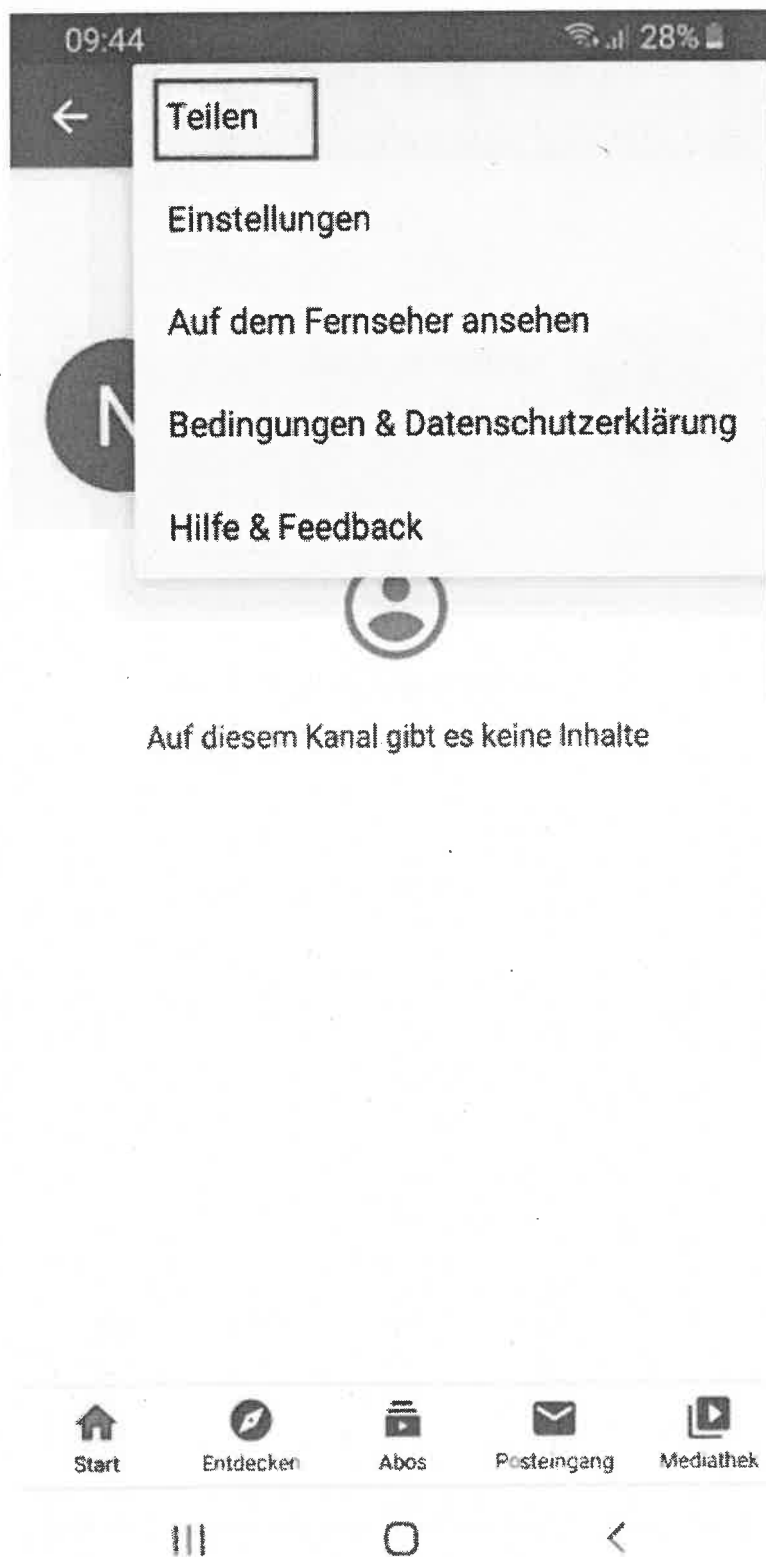 09:44 28%
Teilen
Einstellungen
Auf dem Fernseher ansehen
N
Bedingungen & Datenschutzerklärung
Hilfe & Feedback
Auf diesem Kanal gibt es keine Inhalte
Start Entdecken Abos Posteingang Mediathek